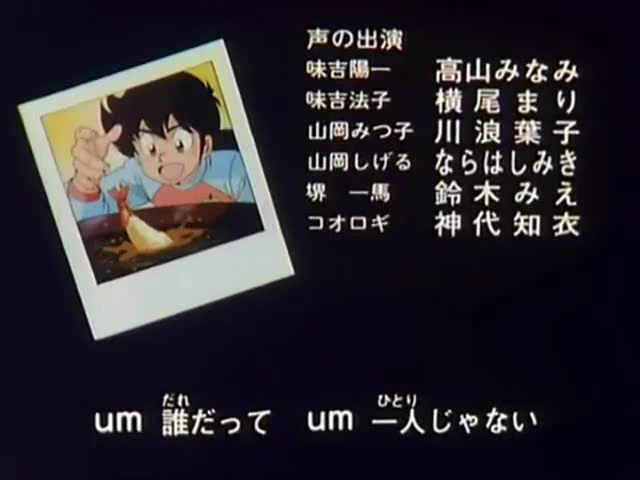 声の出演
味吉陽一 高山みなみ
味吉法子 横尾まり
山岡みつ子 川浪葉子
山岡しげる ならはしみき
堺 一馬 鈴木みえ
コオロギ 神代知衣
だれ ひとり
um 誰だって um 一人じゃない